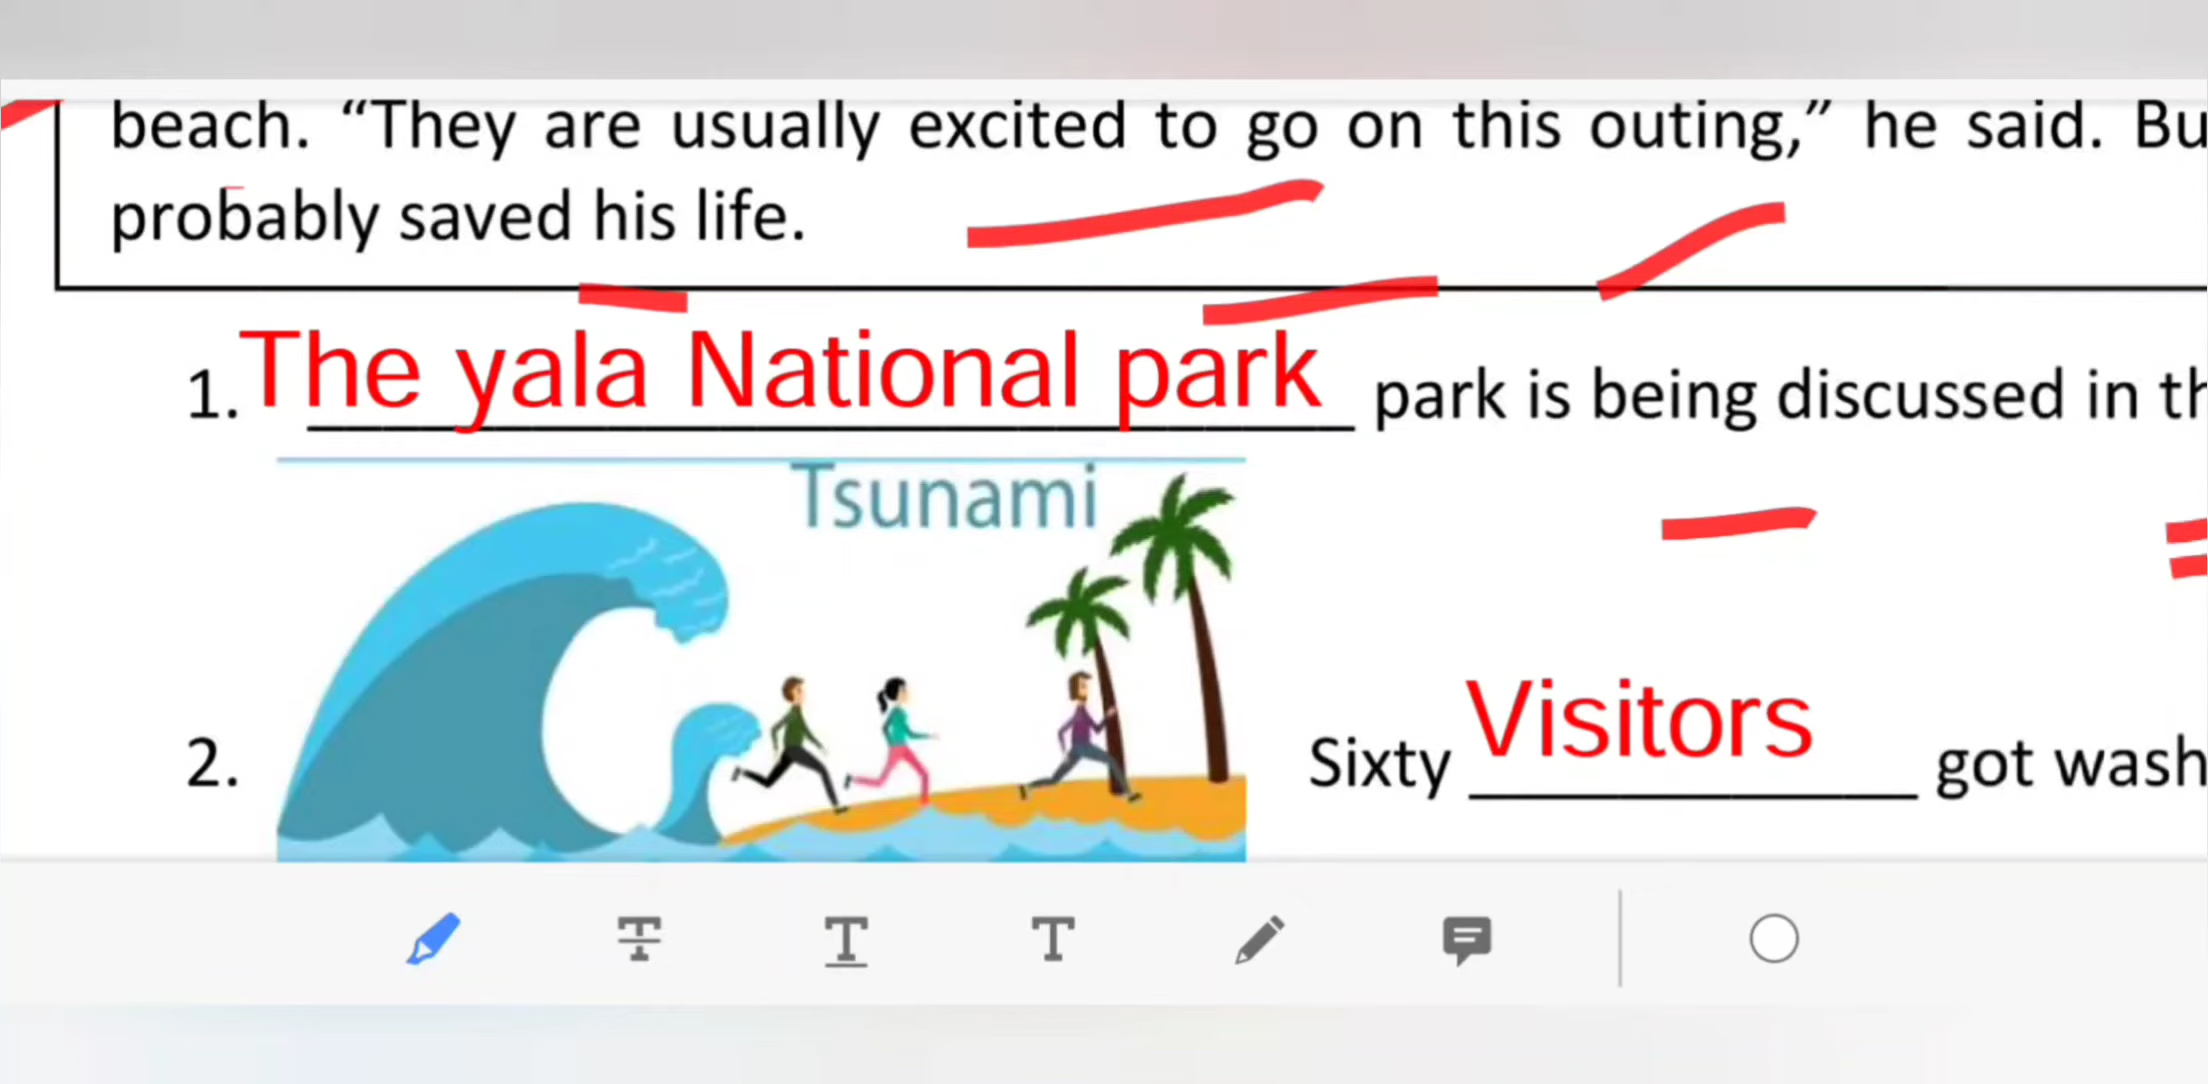 beach. “They are usually excited to go on this outing,” he said. Bu
probably saved his life.
1. The yala National park park is being discussed in th
Tsunami
2. Sixty Visitors got wash